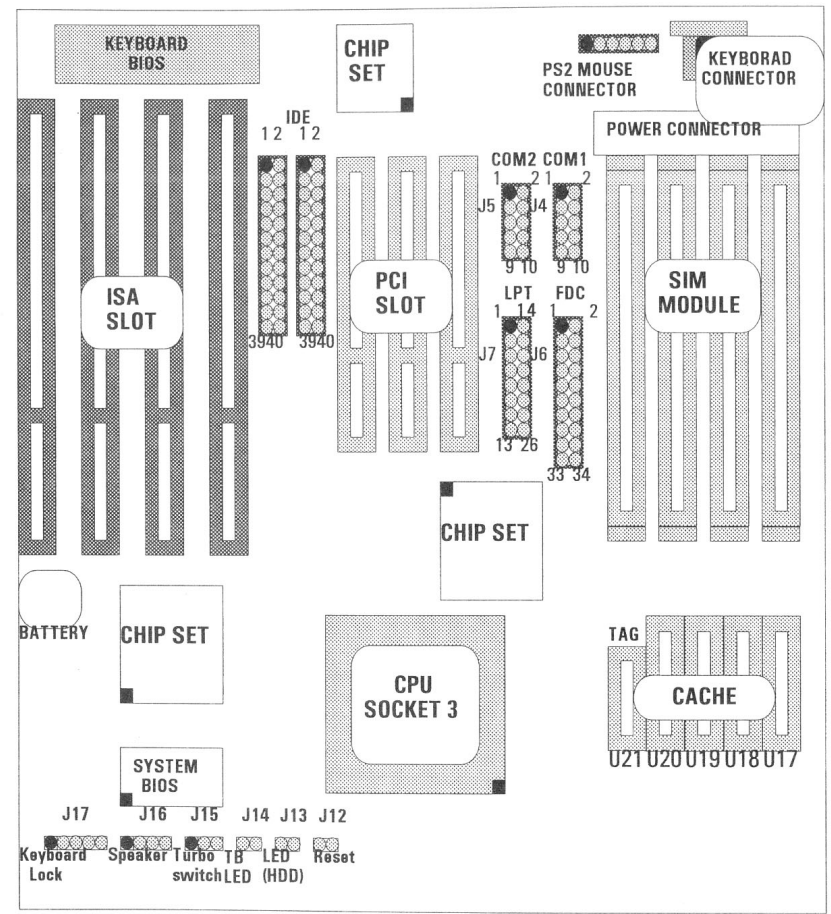 KEYBOARD
BIOS
CHIP
SET
PS2 MOUSE
CONNECTOR
KEYBORAD
CONNECTOR
POWER CONNECTOR
IDE
1 2 1 2
3940 3940
ISA
SLOT
PCI
SLOT
COM2 COM1
1 2 1 2
J5 J4
9 10 9 10
LPT FDC
1 14 1 2
J7 J6
13 26
33 34
SIM
MODULE
CHIP SET
BATTERY
CHIP SET
CPU
SOCKET 3
TAG
CACHE
U21 U20 U19 U18 U17
SYSTEM
BIOS
J17 J16 J15 J14 J13 J12
Keyboard Speaker Turbo TB LED Reset
Lock switch LED (HDD)